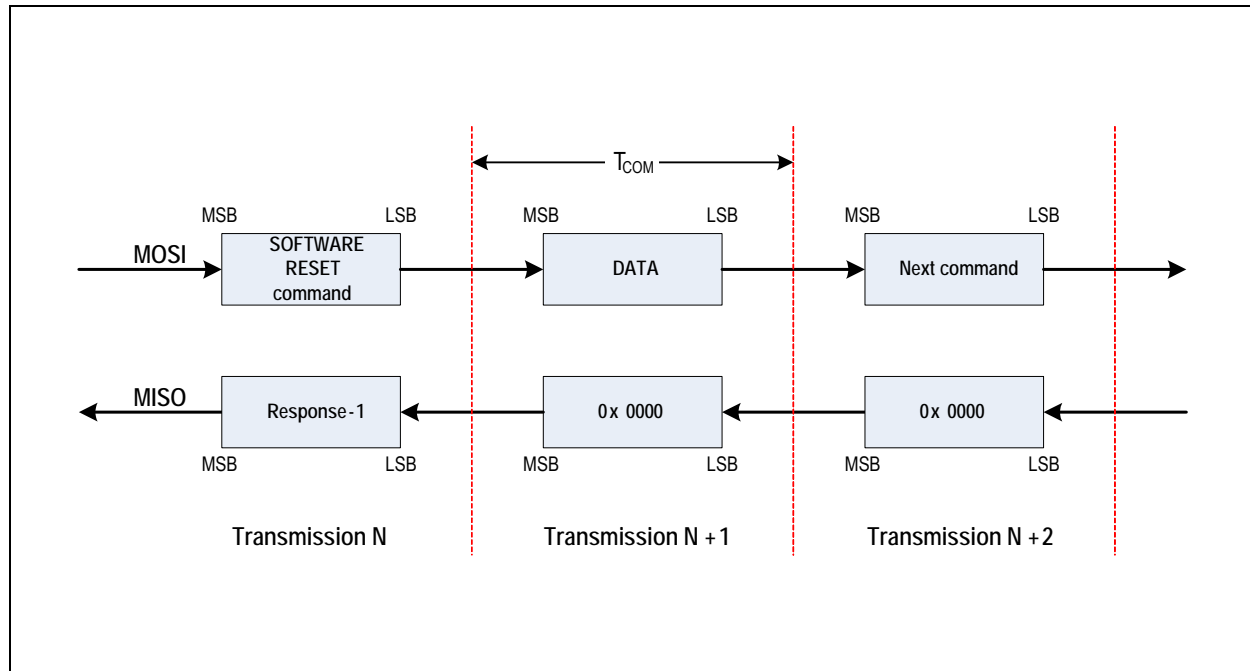 T_COM
MSB LSB MSB LSB MSB LSB
MOSI
SOFTWARE
RESET
command
DATA
Next command
MISO
Response-1
0x 0000
0x 0000
MSB LSB MSB LSB MSB LSB
Transmission N
Transmission N +1
Transmission N +2